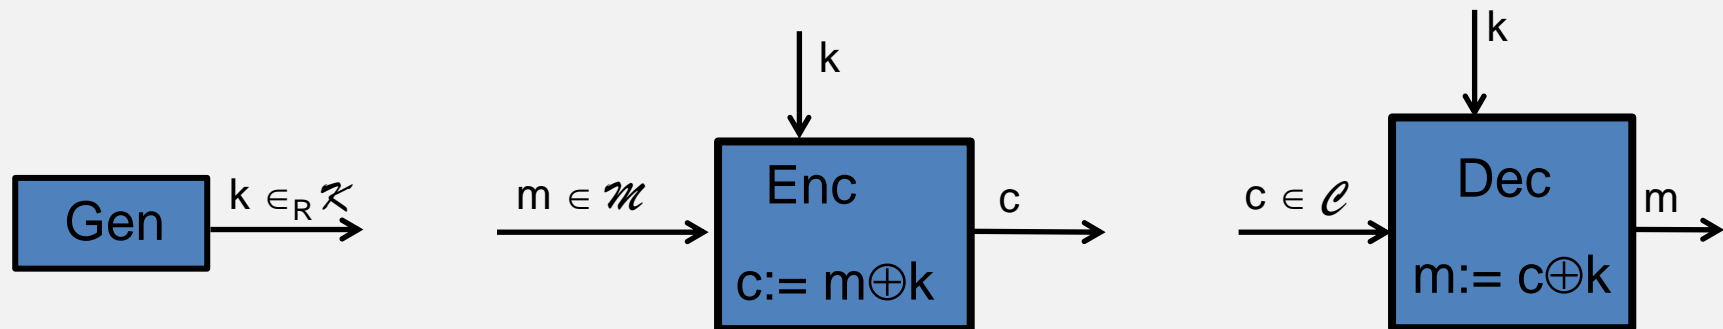 Gen
k ∈R 𝒦
m ∈ ℳ
k
Enc
c:= m⊕k
c
c ∈ 𝒞
k
Dec
m:= c⊕k
m